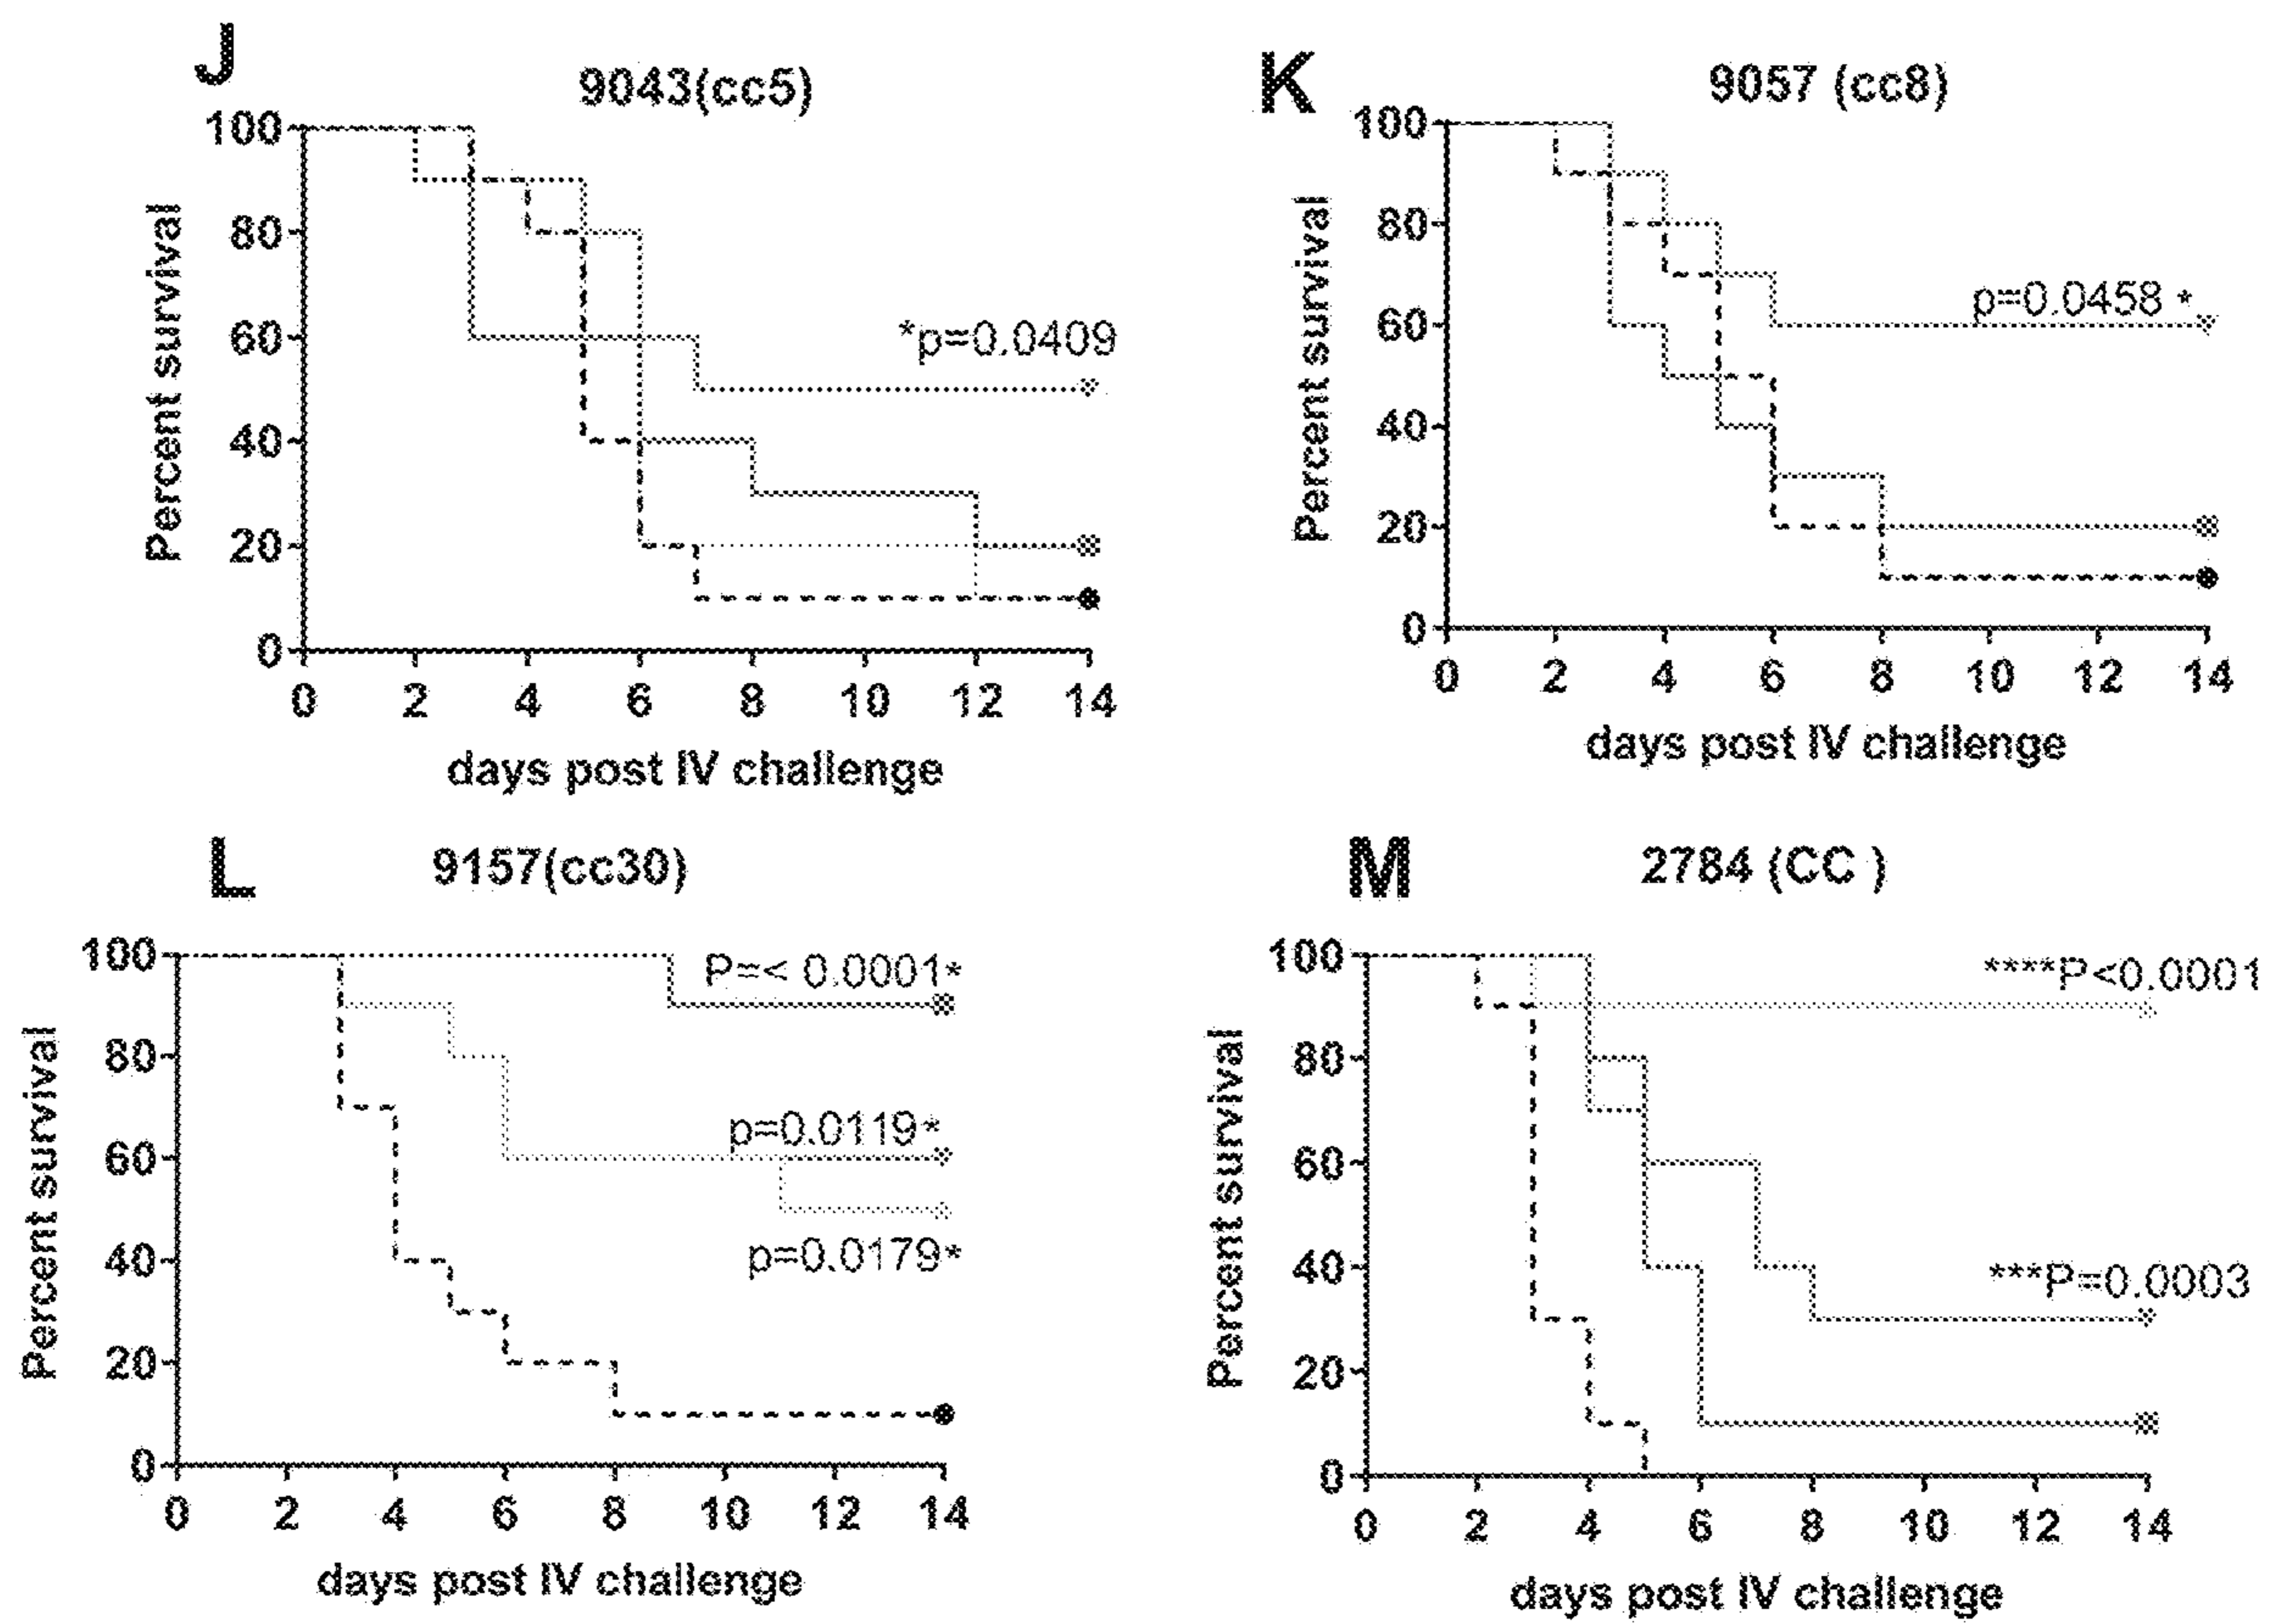 J
9043(cc5)
Percent survival
100
80
60
40
20
0
*p=0.0409
0 2 4 6 8 10 12 14
days post IV challenge
K
9057 (cc8)
Percent survival
100
80
60
40
20
0
p=0.0458 *
0 2 4 6 8 10 12 14
days post IV challenge
L
9157(cc30)
Percent survival
100
80
60
40
20
0
P=< 0.0001*
p=0.0119*
p=0.0179*
0 2 4 6 8 10 12 14
days post IV challenge
M
2784 (CC )
Percent survival
100
80
60
40
20
0
****P<0.0001
***P=0.0003
0 2 4 6 8 10 12 14
days post IV challenge